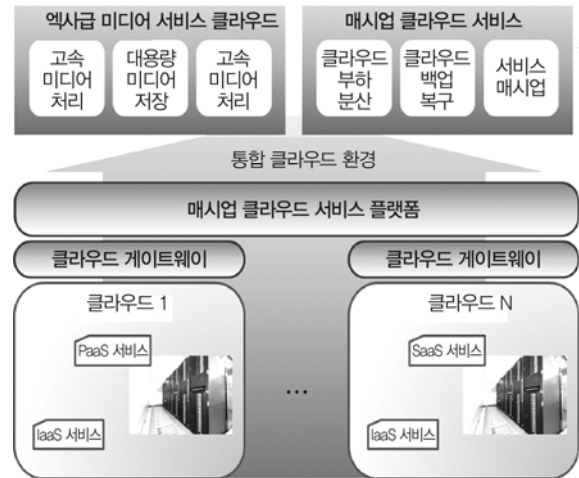 엑사급 미디어 서비스 클라우드
고속
미디어
처리
대용량
미디어
저장
고속
미디어
처리
매시업 클라우드 서비스
클라우드
부하
분산
클라우드
백업
복구
서비스
매시업
통합 클라우드 환경
매시업 클라우드 서비스 플랫폼
클라우드 게이트웨이
클라우드 게이트웨이
클라우드 1
PaaS 서비스
IaaS 서비스
...
클라우드 N
SaaS 서비스
IaaS 서비스